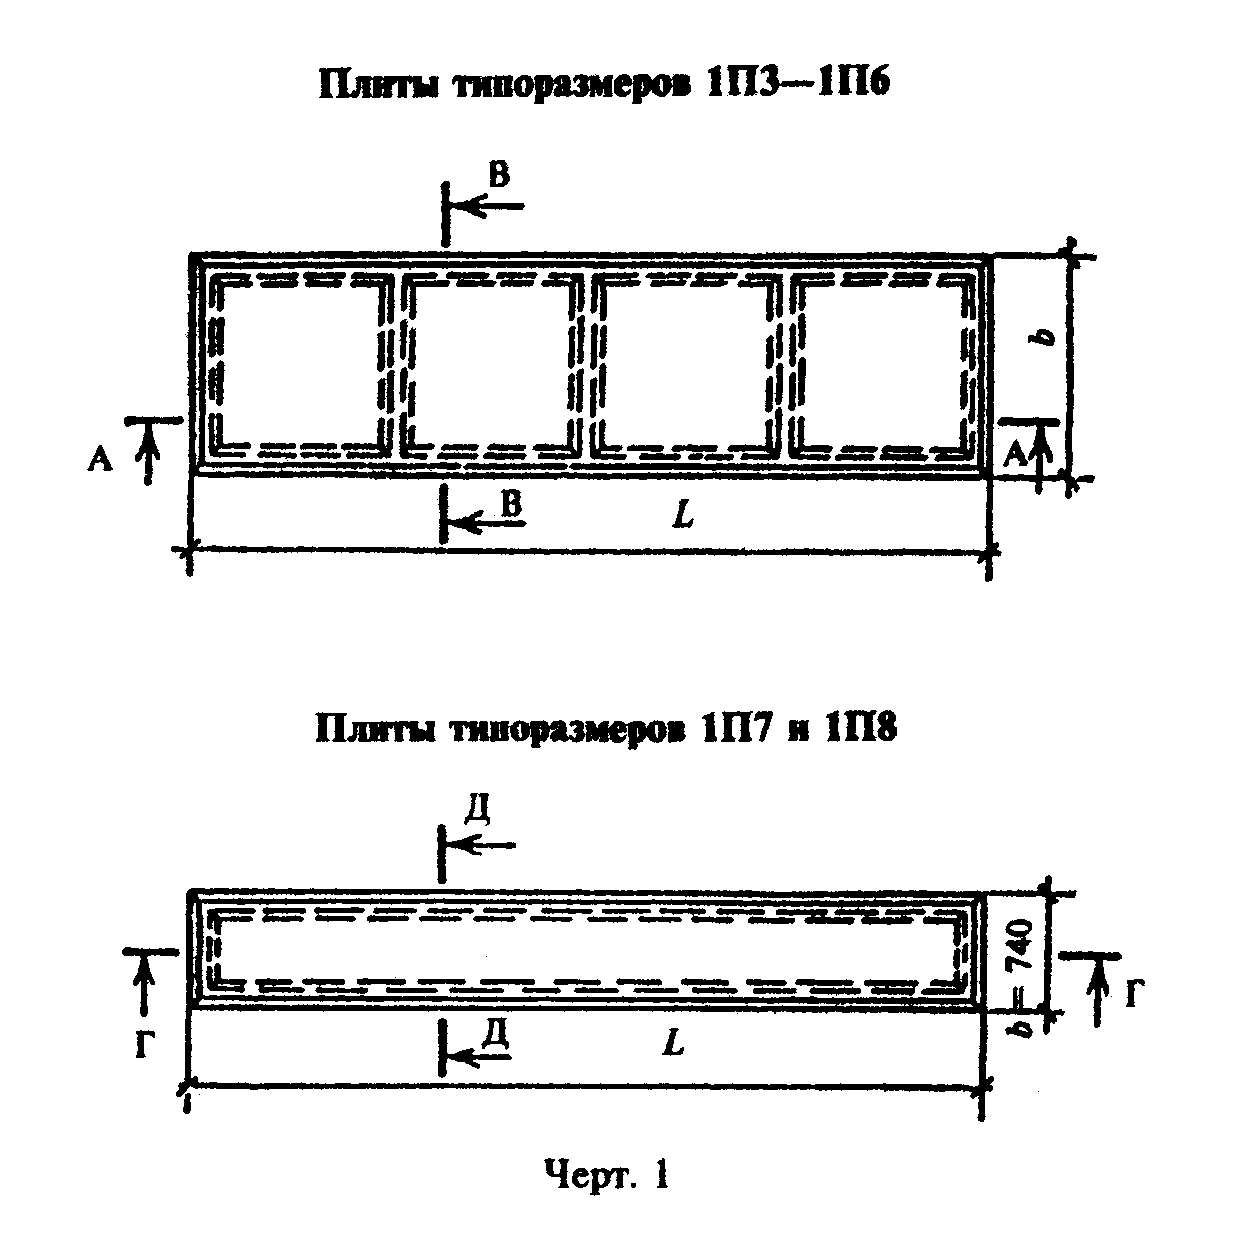 Плиты типоразмеров 1П3—1П6
В
b
А
А
В
L
Плиты типоразмеров 1П7 и 1П8
Д
b = 740
Г
Г
Д
L
Черт. 1